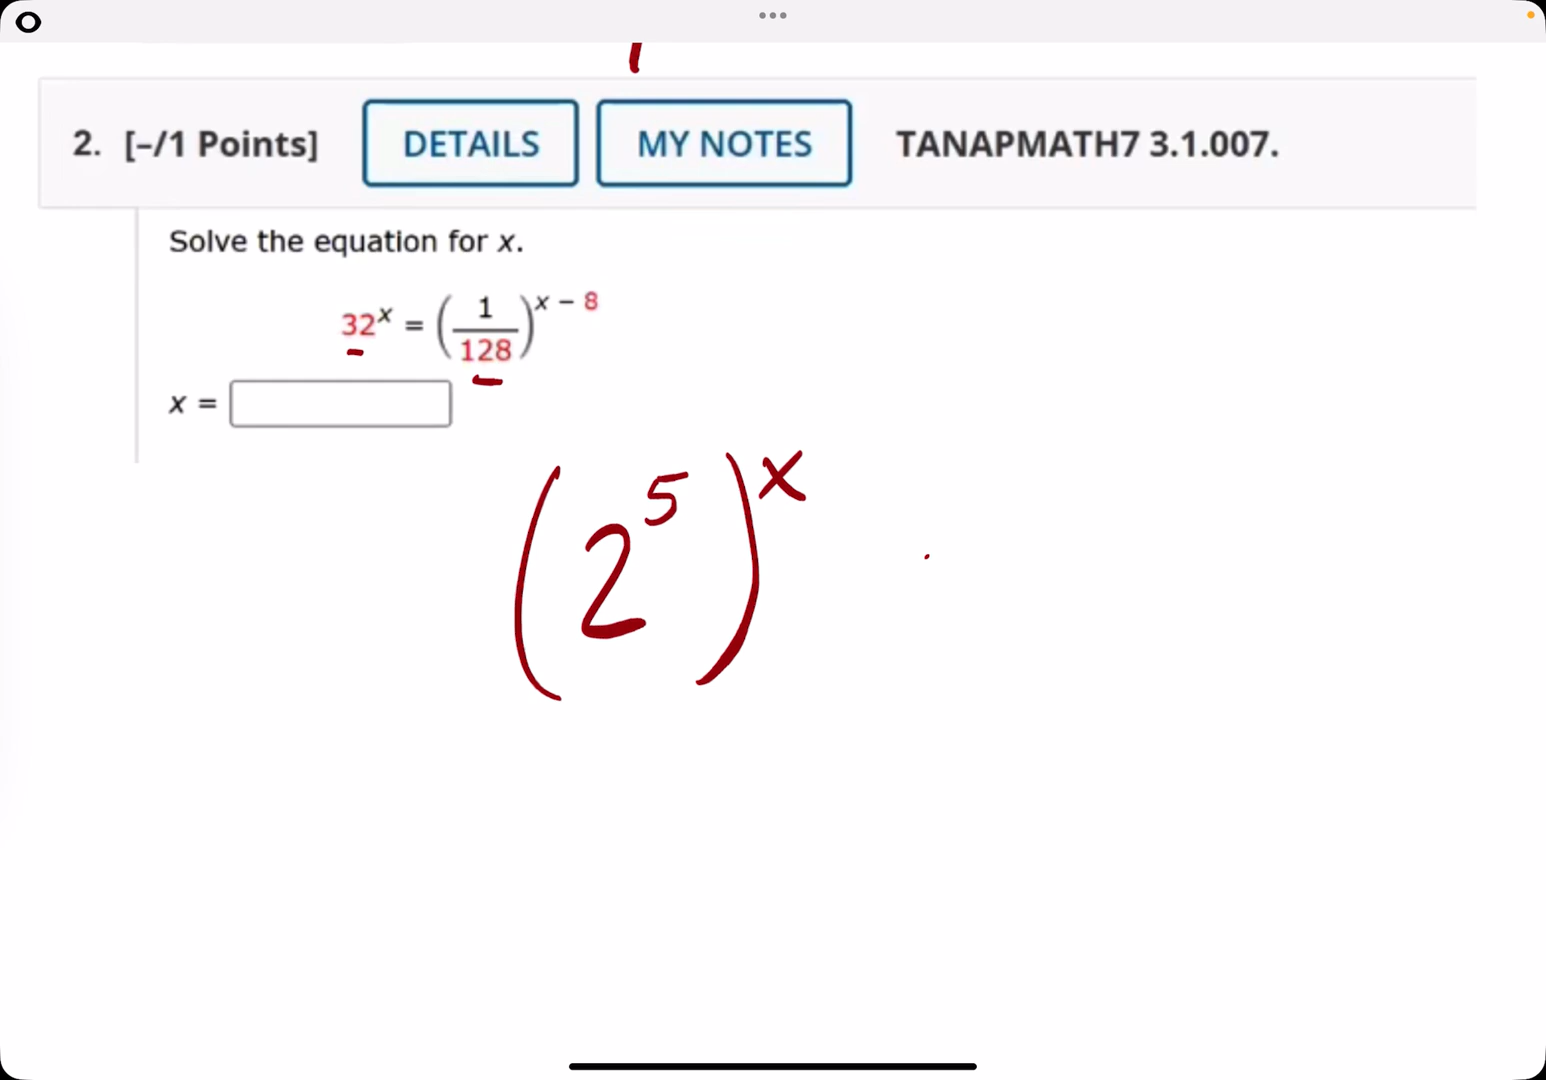 2. [–/1 Points] DETAILS MY NOTES TANAPMATH7 3.1.007.
Solve the equation for x.
32^x = (1/128)^(x – 8)
x =
(2^5)^x